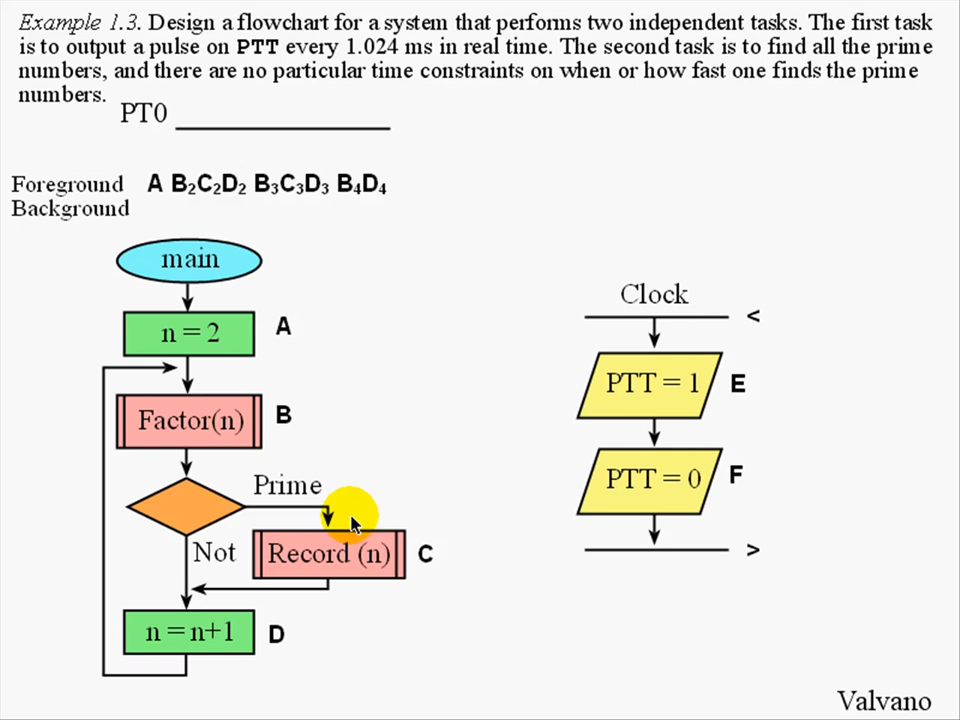 Example 1.3. Design a flowchart for a system that performs two independent tasks. The first task
is to output a pulse on PTT every 1.024 ms in real time. The second task is to find all the prime
numbers, and there are no particular time constraints on when or how fast one finds the prime
numbers.
PT0
Foreground A B₂C₂D₂ B₃C₃D₃ B₄D₄
Background
main
n = 2 A
Factor(n) B
Prime
Not
Record (n) C
n = n+1 D
Clock
<
PTT = 1 E
PTT = 0 F
>
Valvano